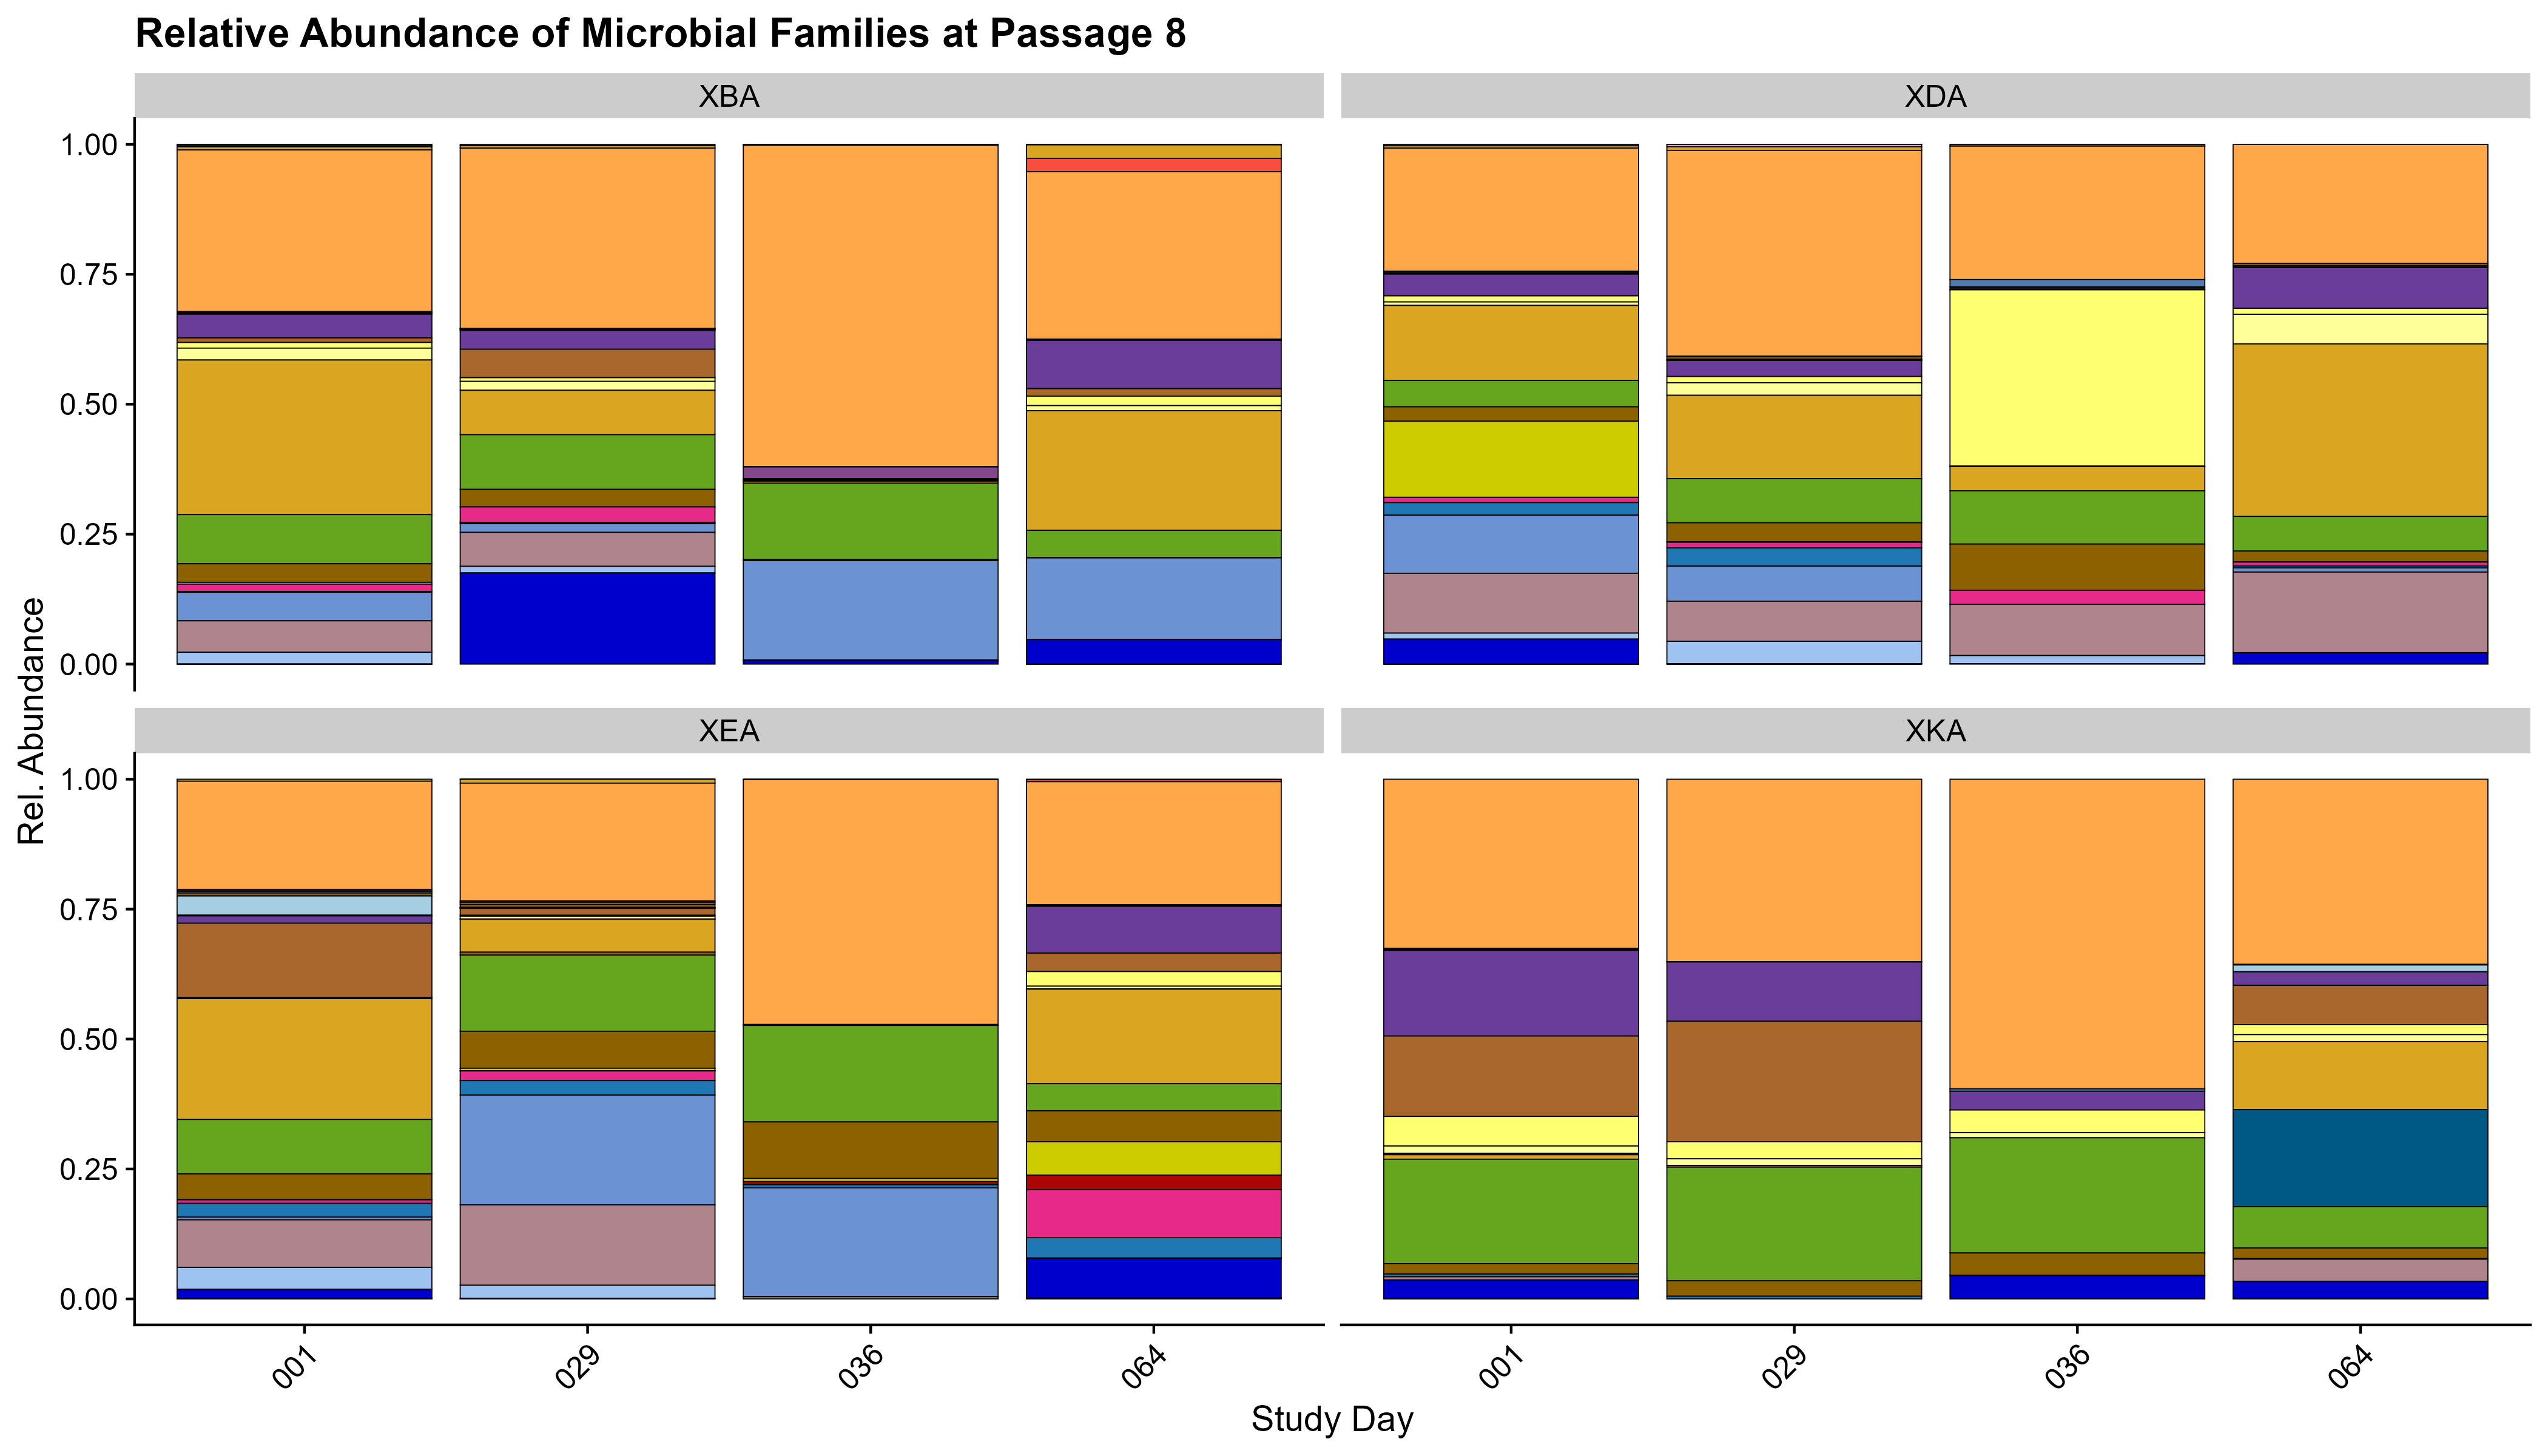 Relative Abundance of Microbial Families at Passage 8
XBA
XDA
1.00
0.75
0.50
0.25
0.00
XEA
XKA
1.00
0.75
0.50
0.25
0.00
Rel. Abundance
001
029
036
064
001
029
036
064
Study Day